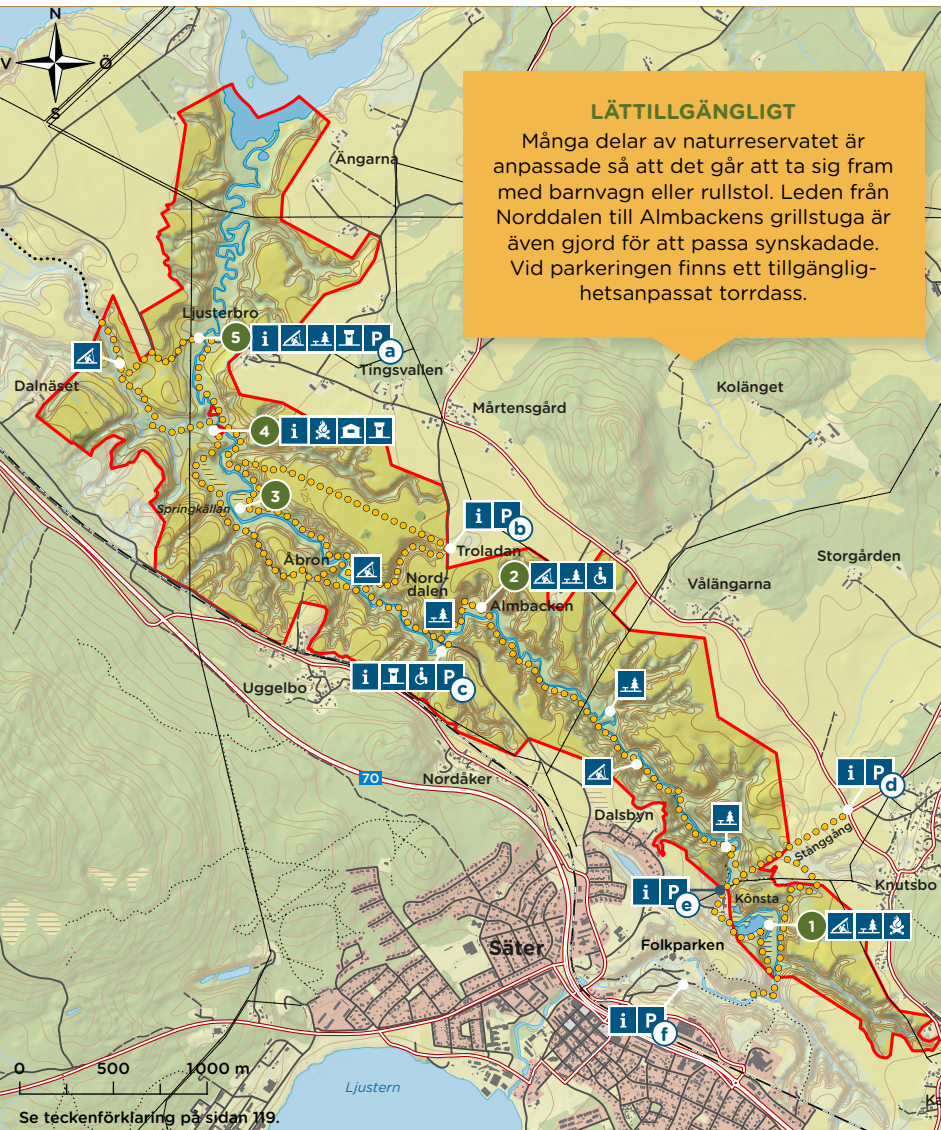 N
V
Ö
S
LÄTTILLGÄNGLIGT
Många delar av naturreservatet är
anpassade så att det går att ta sig fram
med barnvagn eller rullstol. Leden från
Norddalen till Almbackens grillstuga är
även gjord för att passa synskadade.
Vid parkeringen finns ett tillgänglig-
hetsanpassat torrdass.
Ängarna
Ljusterbro
5
i
P
a
Tingsvallen
Dalnäset
Kolänget
Mårtensgård
4
i
3
Springkällan
125
i
P
b
Troladan
Åbron
Nord-
dalen
2
Almbacken
Storgården
Vålängarna
i
P
c
Uggelbo
70
Nordåker
i
P
d
Dalsbyn
Stånggång
i
P
e
Könsta
Knutsbo
1
Säter
Folkparken
i
P
f
0
500
1000 m
Ljustern
Se teckenförklaring på sidan 119.